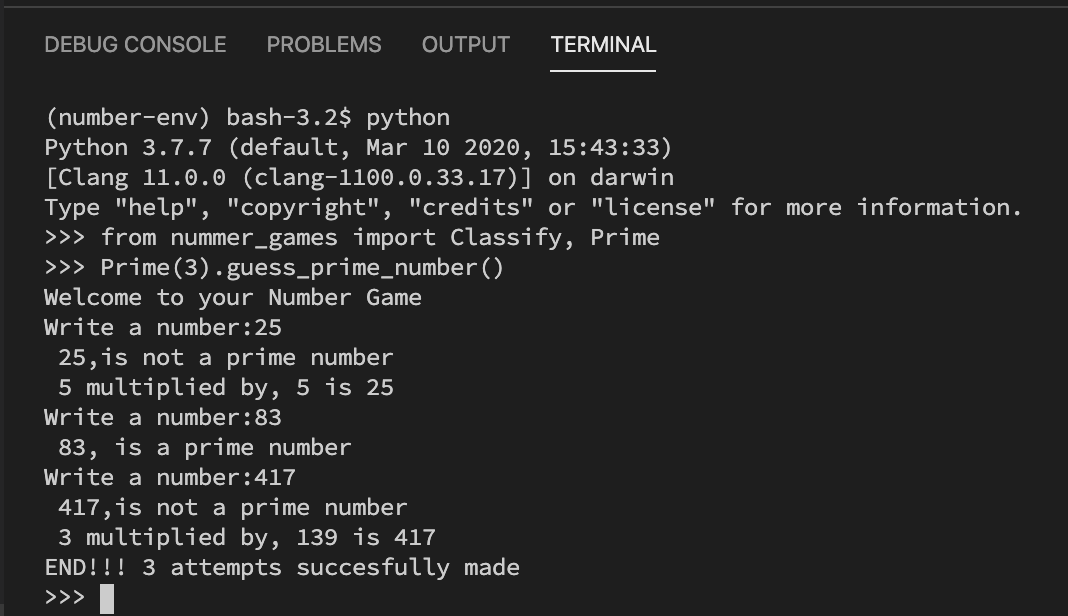 DEBUG CONSOLE PROBLEMS OUTPUT TERMINAL
(number-env) bash-3.2$ python
Python 3.7.7 (default, Mar 10 2020, 15:43:33)
[Clang 11.0.0 (clang-1100.0.33.17)] on darwin
Type "help", "copyright", "credits" or "license" for more information.
>>> from nummer_games import Classify, Prime
>>> Prime(3).guess_prime_number()
Welcome to your Number Game
Write a number:25
 25,is not a prime number
 5 multiplied by, 5 is 25
Write a number:83
 83, is a prime number
Write a number:417
 417,is not a prime number
 3 multiplied by, 139 is 417
END!!! 3 attempts succesfully made
>>>